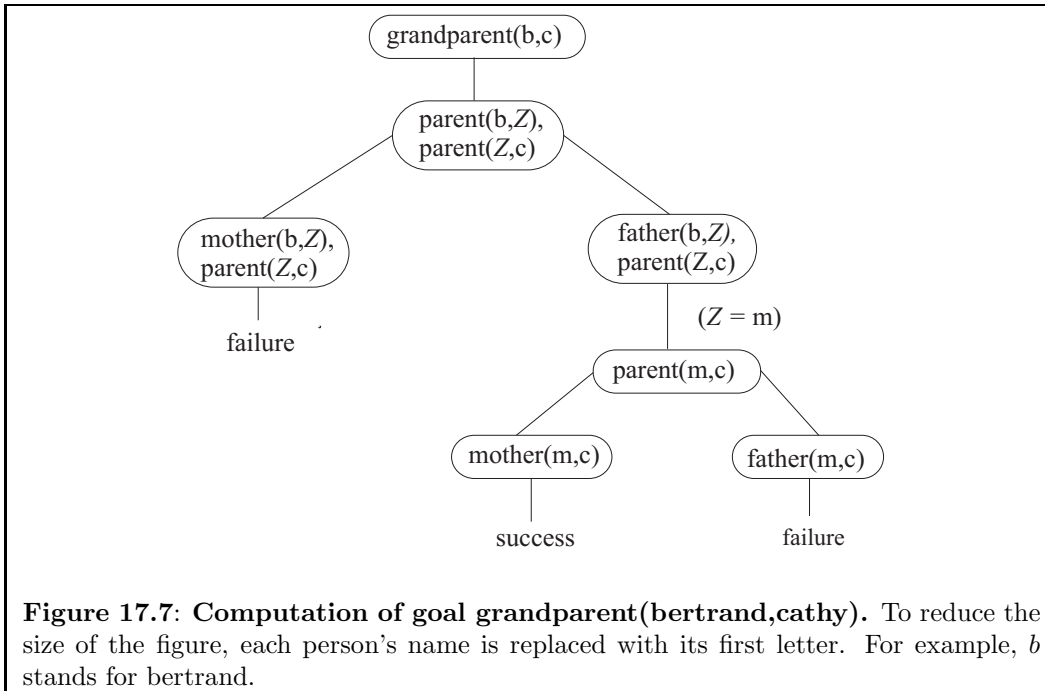 grandparent(b,c)
parent(b,Z),
parent(Z,c)
mother(b,Z),
parent(Z,c)
father(b,Z),
parent(Z,c)
failure
(Z = m)
parent(m,c)
mother(m,c)
father(m,c)
success
failure
Figure 17.7: Computation of goal grandparent(bertrand,cathy). To reduce the
size of the figure, each person's name is replaced with its first letter. For example, b
stands for bertrand.